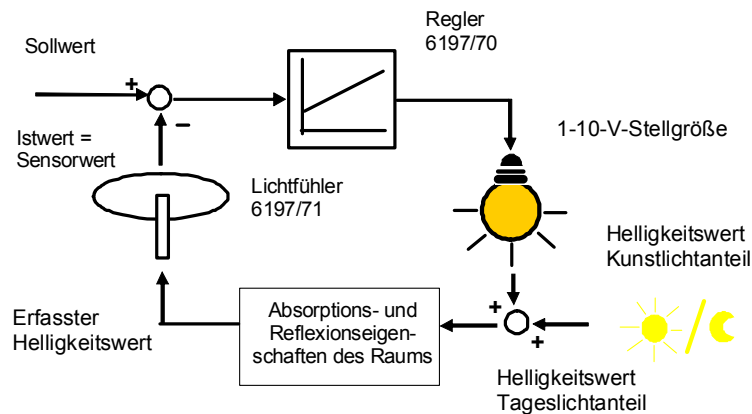 Regler
6197/70
Sollwert
+
1-10-V-Stellgröße
–
Istwert =
Sensorwert
Lichtfühler
6197/71
Helligkeitswert
Kunstlichtanteil
Erfasster
Helligkeitswert
Absorptions- und
Reflexionseigen-
schaften des Raums
+
+
Helligkeitswert
Tageslichtanteil